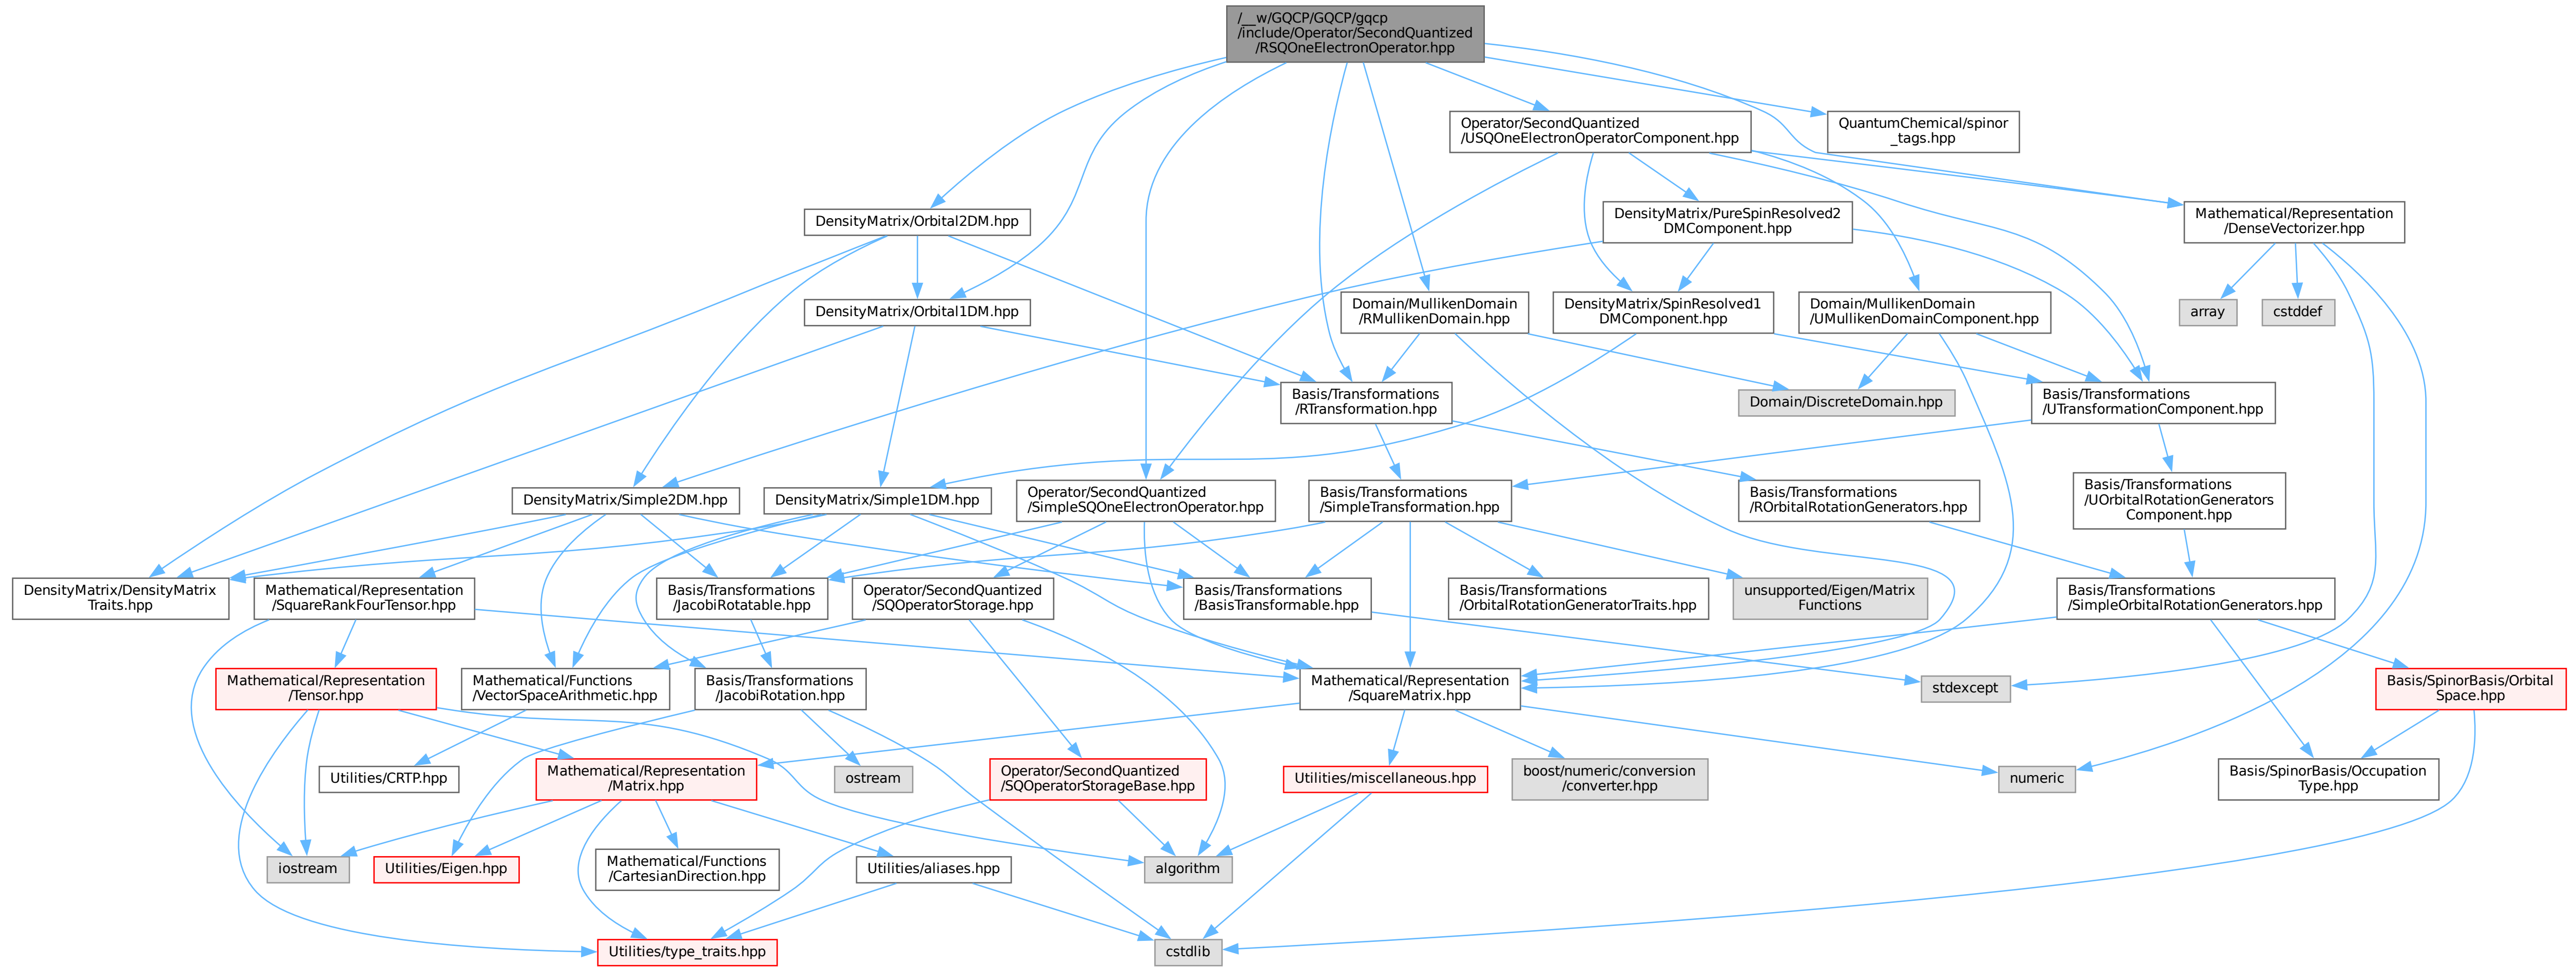 /__w/GQCP/GQCP/gqcp
/include/Operator/SecondQuantized
/RSQOneElectronOperator.hpp
Operator/SecondQuantized
/USQOneElectronOperatorComponent.hpp
QuantumChemical/spinor
_tags.hpp
DensityMatrix/Orbital2DM.hpp
DensityMatrix/PureSpinResolved2
DMComponent.hpp
Mathematical/Representation
/DenseVectorizer.hpp
DensityMatrix/Orbital1DM.hpp
Domain/MullikenDomain
/RMullikenDomain.hpp
DensityMatrix/SpinResolved1
DMComponent.hpp
Domain/MullikenDomain
/UMullikenDomainComponent.hpp
array
cstddef
Basis/Transformations
/RTransformation.hpp
Domain/DiscreteDomain.hpp
Basis/Transformations
/UTransformationComponent.hpp
DensityMatrix/Simple2DM.hpp
DensityMatrix/Simple1DM.hpp
Operator/SecondQuantized
/SimpleSQOneElectronOperator.hpp
Basis/Transformations
/SimpleTransformation.hpp
Basis/Transformations
/ROrbitalRotationGenerators.hpp
Basis/Transformations
/UOrbitalRotationGenerators
Component.hpp
DensityMatrix/DensityMatrix
Traits.hpp
Mathematical/Representation
/SquareRankFourTensor.hpp
Basis/Transformations
/JacobiRotatable.hpp
Operator/SecondQuantized
/SQOperatorStorage.hpp
Basis/Transformations
/BasisTransformable.hpp
Basis/Transformations
/OrbitalRotationGeneratorTraits.hpp
unsupported/Eigen/Matrix
Functions
Basis/Transformations
/SimpleOrbitalRotationGenerators.hpp
Mathematical/Representation
/Tensor.hpp
Mathematical/Functions
/VectorSpaceArithmetic.hpp
Basis/Transformations
/JacobiRotation.hpp
Mathematical/Representation
/SquareMatrix.hpp
stdexcept
Basis/SpinorBasis/Orbital
Space.hpp
Utilities/CRTP.hpp
Mathematical/Representation
/Matrix.hpp
ostream
Operator/SecondQuantized
/SQOperatorStorageBase.hpp
Utilities/miscellaneous.hpp
boost/numeric/conversion
/converter.hpp
numeric
Basis/SpinorBasis/Occupation
Type.hpp
iostream
Utilities/Eigen.hpp
Mathematical/Functions
/CartesianDirection.hpp
Utilities/aliases.hpp
algorithm
Utilities/type_traits.hpp
cstdlib